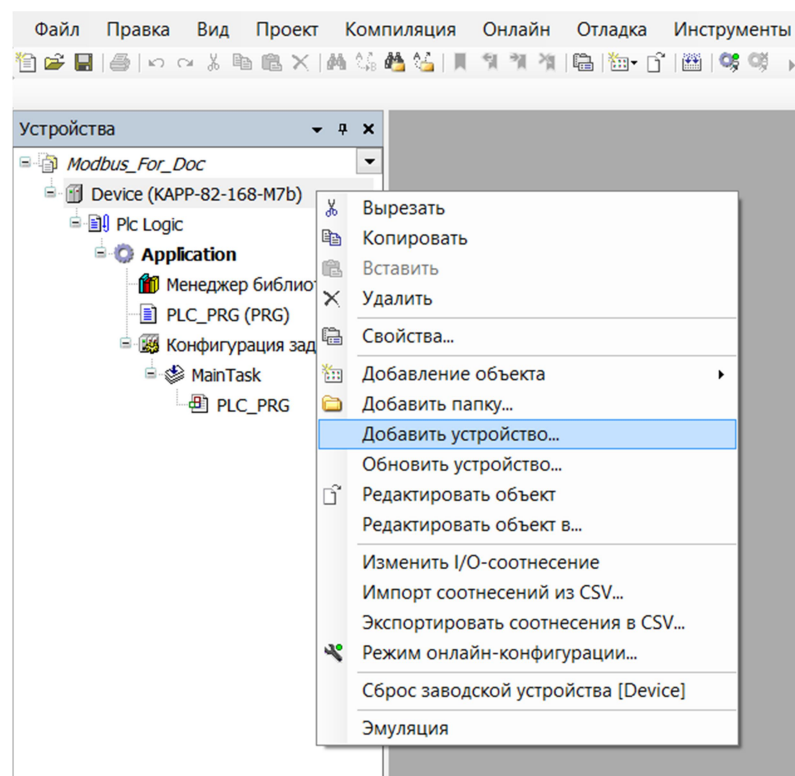 Файл Правка Вид Проект Компиляция Онлайн Отладка Инструменты
Устройства
Modbus_For_Doc
Device (KAPP-82-168-M7b)
Plc Logic
Application
Менеджер библио
PLC_PRG (PRG)
Конфигурация зад
MainTask
PLC_PRG
Вырезать
Копировать
Вставить
Удалить
Свойства...
Добавление объекта
Добавить папку...
Добавить устройство...
Обновить устройство...
Редактировать объект
Редактировать объект в...
Изменить I/O-соотнесение
Импорт соотнесений из CSV...
Экспортировать соотнесения в CSV...
Режим онлайн-конфигурации...
Сброс заводской устройства [Device]
Эмуляция